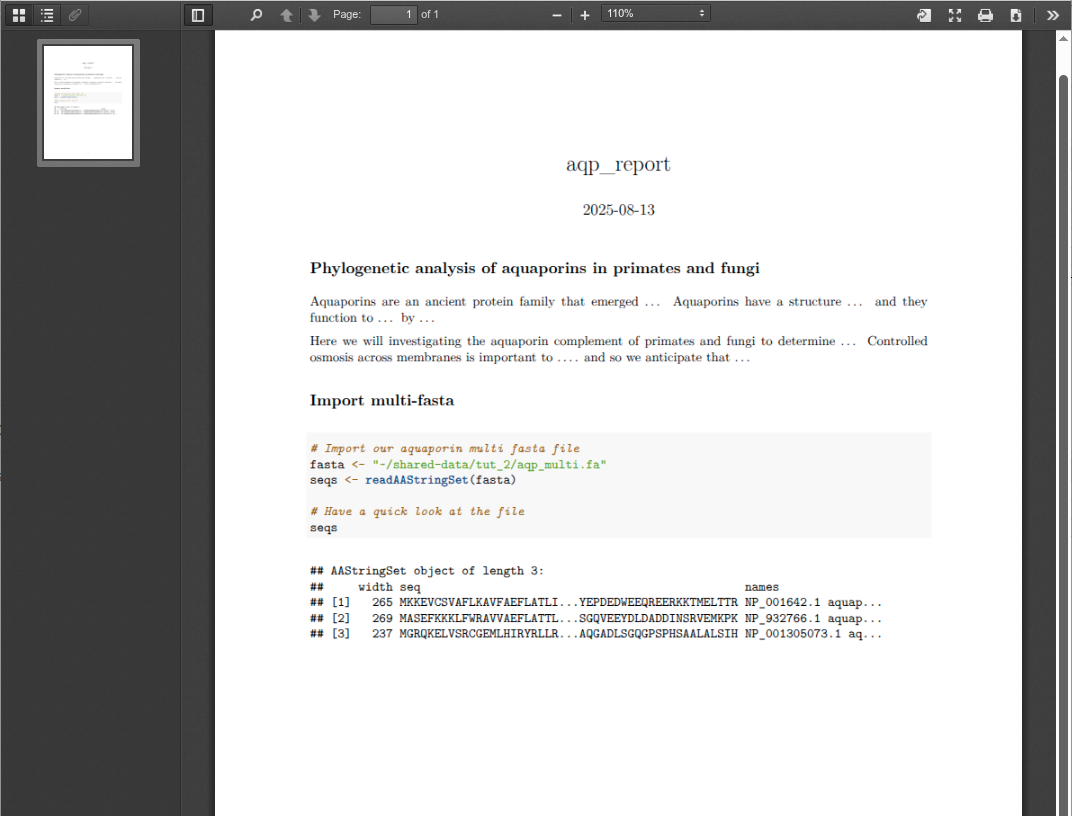 Page: 1 of 1 110%
aqp_report
2025-08-13
Phylogenetic analysis of aquaporins in primates and fungi
Aquaporins are an ancient protein family that emerged ... Aquaporins have a structure ... and they
function to ... by ...
Here we will investigating the aquaporin complement of primates and fungi to determine ... Controlled
osmosis across membranes is important to .... and so we anticipate that ...
Import multi-fasta
# Import our aquaporin multi fasta file
fasta <- "~/shared-data/tut_2/aqp_multi.fa"
seqs <- readAAStringSet(fasta)
# Have a quick look at the file
seqs
## AAStringSet object of length 3:
## width seq names
## [1] 265 MKKEVCSVAFLKAVFAEFLATLI...YEPDEDWEEQREERKKTMELTTR NP_001642.1 aquap...
## [2] 269 MASEFKKKLFWRAVVAEFLATTL...SGQVEEYDLDADDINSRVEMKPK NP_932766.1 aquap...
## [3] 237 MGRQKELVSRCGEMLHIRYRLLR...AQGADLSGQGPSPHSAALALSIH NP_001305073.1 aq...